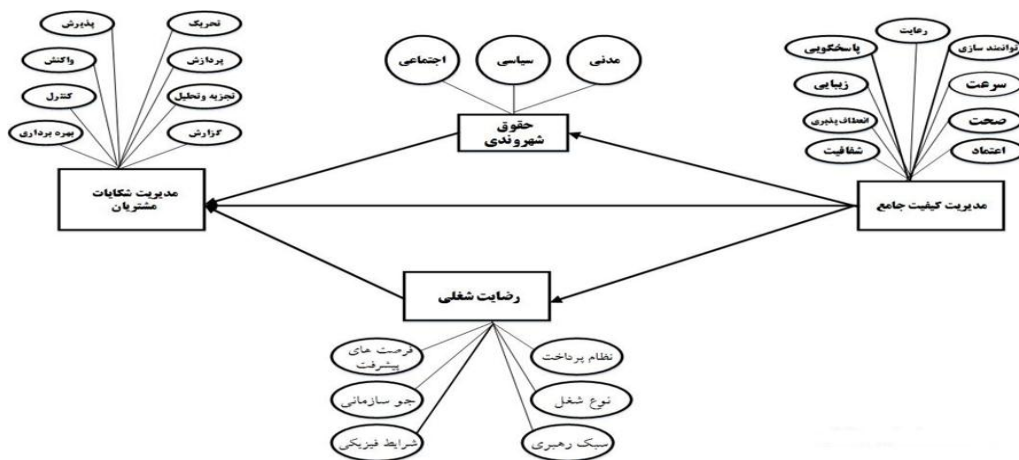 رعایت
توانمند سازی
پاسخگویی
سرعت
زیبایی
صحت
انعطاف پذیری
اعتماد
شفافیت
مدیریت کیفیت جامع
مدنی
سیاسی
اجتماعی
حقوق
شهروندی
تحریک
پذیرش
پردازش
واکنش
تجزیه وتحلیل
کنترل
گزارش
بهره برداری
مدیریت شکایات
مشتریان
رضایت شغلی
نظام پرداخت
فرصت های
پیشرفت
نوع شغل
جو سازمانی
سبک رهبری
شرایط فیزیکی